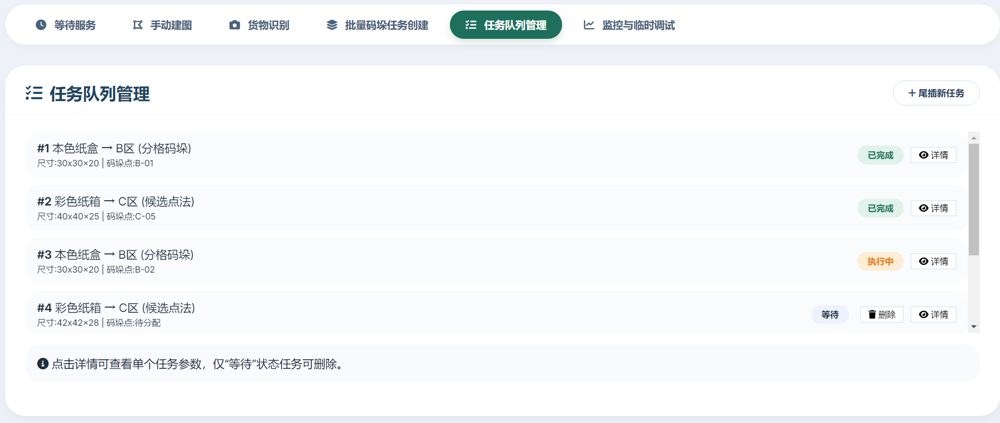 等待服务
手动建图
货物识别
批量码垛任务创建
任务队列管理
监控与临时调试
任务队列管理
+ 尾插新任务
#1 本色纸盒 → B区 (分格码垛)
尺寸:30x30×20 | 码垛点:B-01
已完成
详情
#2 彩色纸箱 → C区 (候选点法)
尺寸:40x40×25 | 码垛点:C-05
已完成
详情
#3 本色纸盒 → B区 (分格码垛)
尺寸:30x30×20 | 码垛点:B-02
执行中
详情
#4 彩色纸箱 → C区 (候选点法)
尺寸:42x42×28 | 码垛点:待分配
等待
删除
详情
点击详情可查看单个任务参数，仅“等待”状态任务可删除。